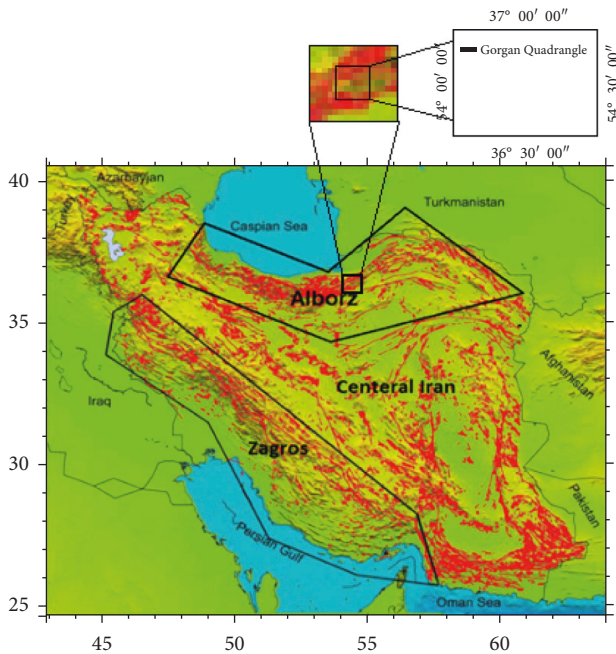 37° 00′ 00″
Gorgan Quadrangle
54° 00′ 00″
54° 30′ 00″
36° 30′ 00″
40
35
30
25
Azarbayjan
Turkey
Caspian Sea
Turkmanistan
Alborz
Centeral Iran
Afghanistan
Iraq
Zagros
Pakistan
Persian Gulf
Oman Sea
45
50
55
60